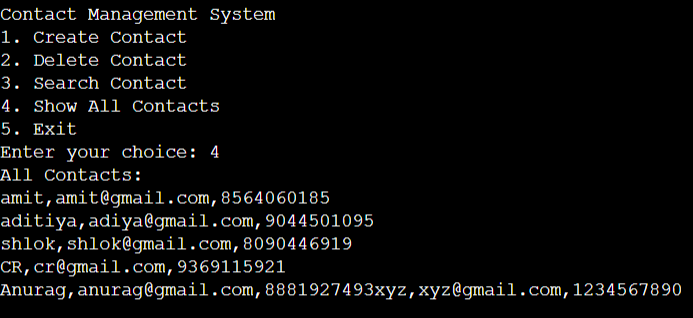 Contact Management System
1. Create Contact
2. Delete Contact
3. Search Contact
4. Show All Contacts
5. Exit
Enter your choice: 4
All Contacts:
amit,amit@gmail.com,8564060185
aditiya,adiya@gmail.com,9044501095
shlok,shlok@gmail.com,8090446919
CR,cr@gmail.com,9369115921
Anurag,anurag@gmail.com,8881927493xyz,xyz@gmail.com,1234567890